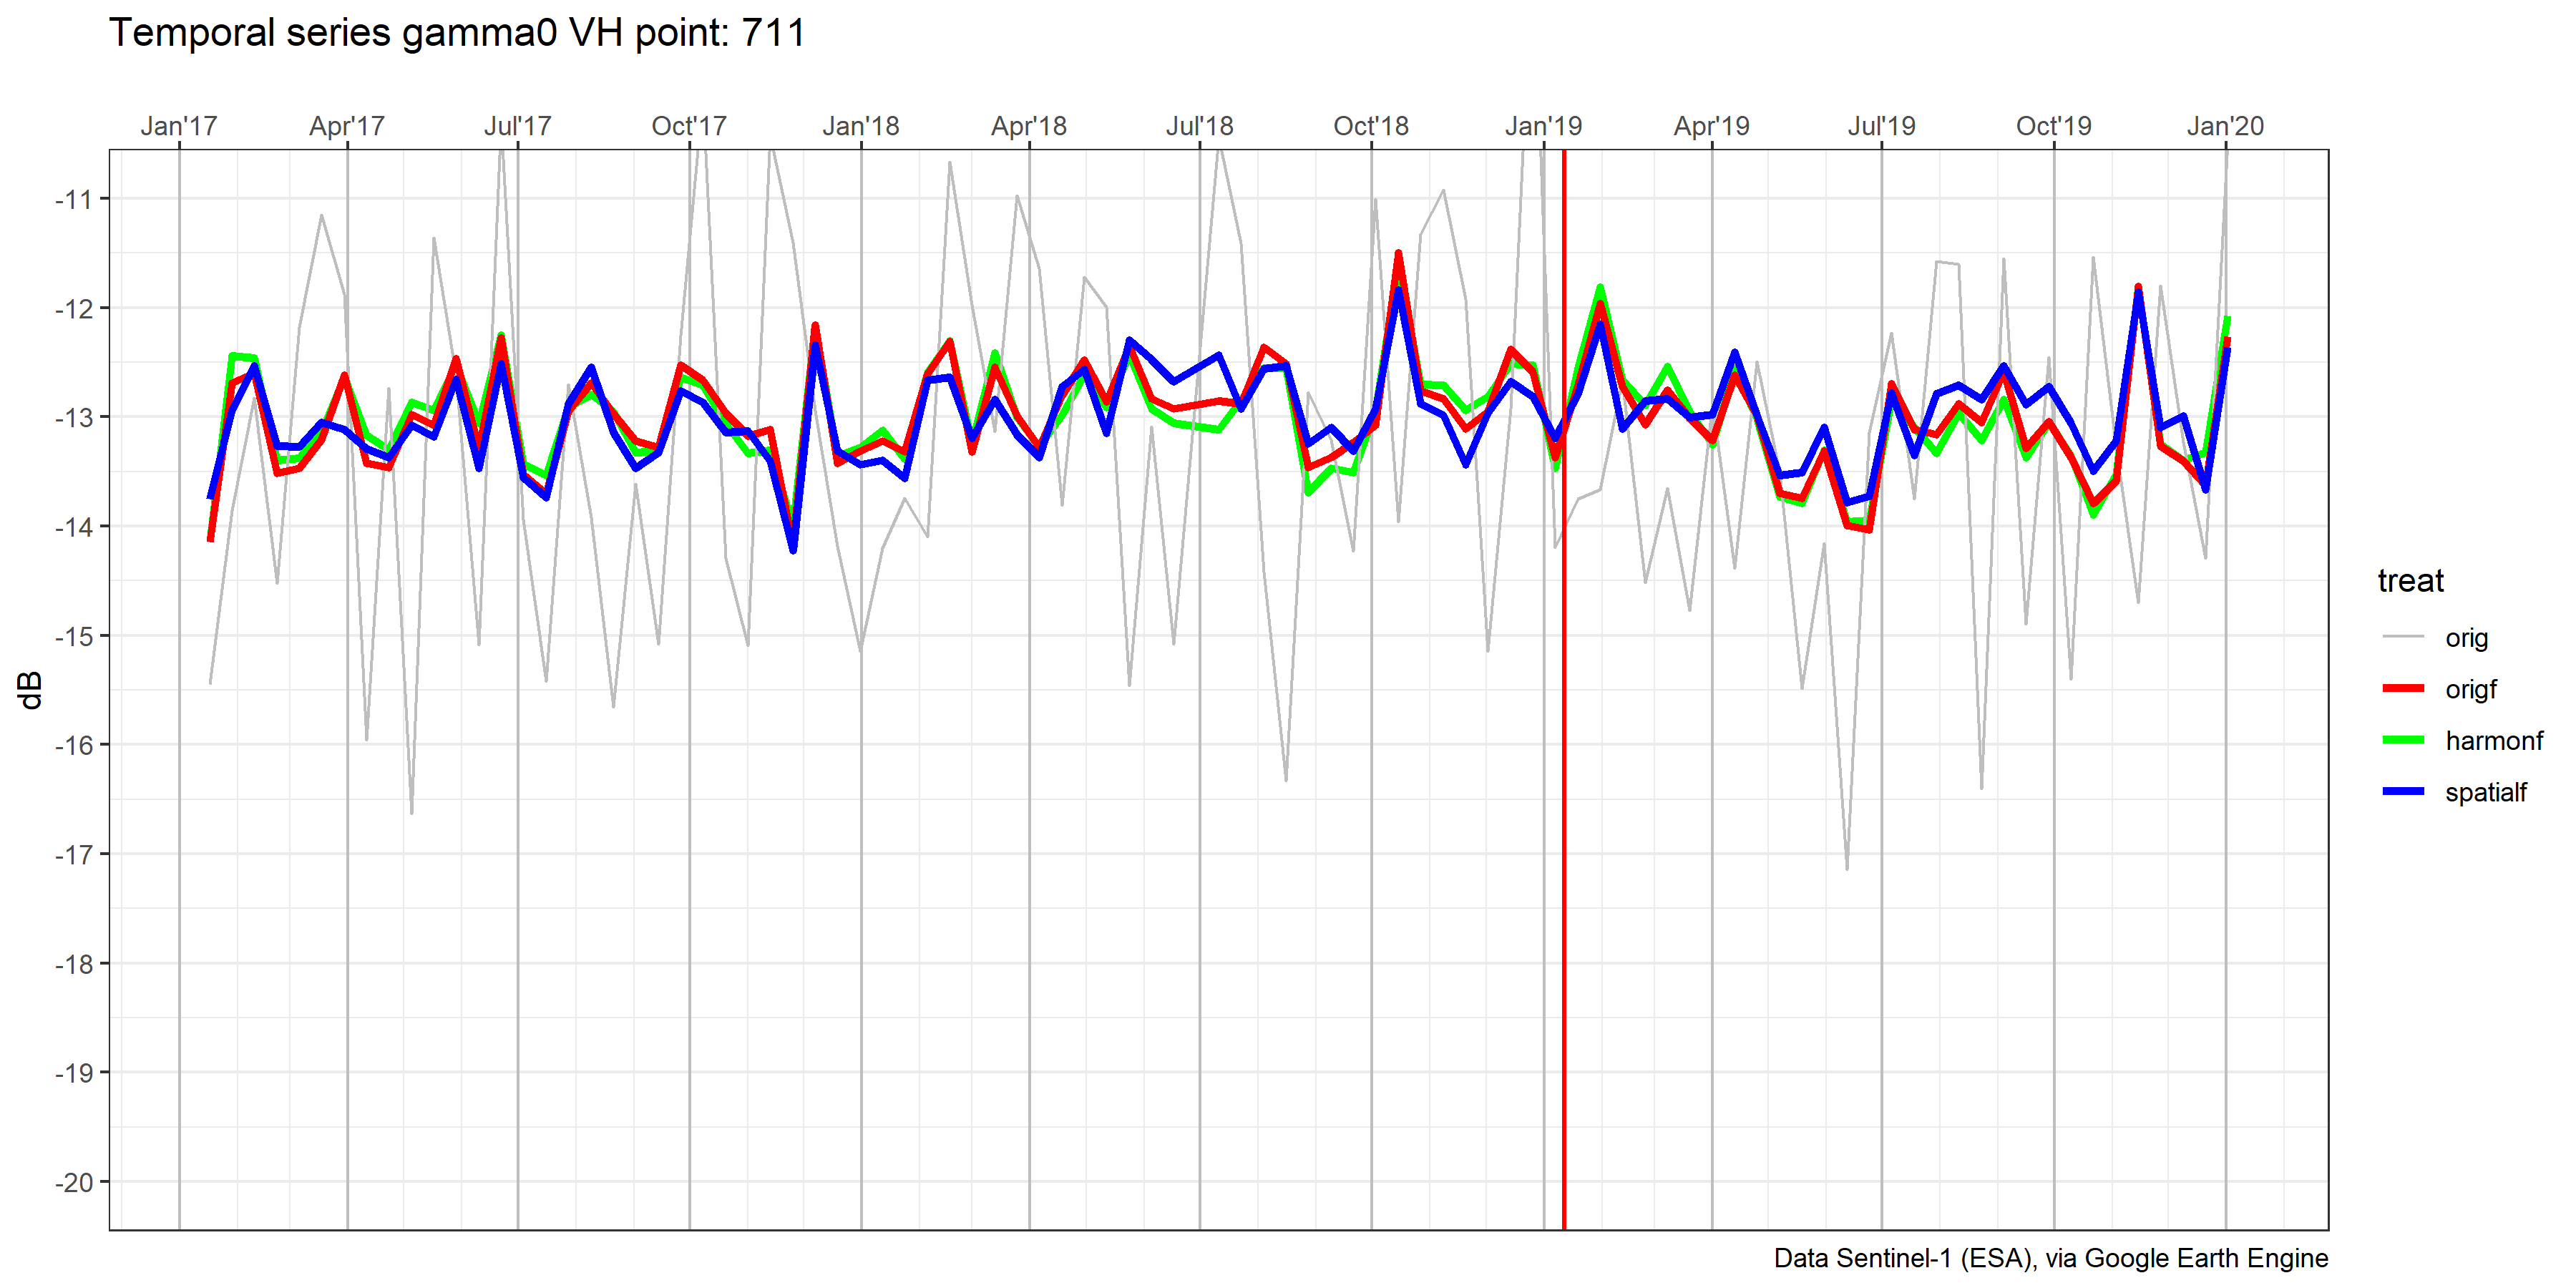 Temporal series gamma0 VH point: 711
Jan'17 Apr'17 Jul'17 Oct'17 Jan'18 Apr'18 Jul'18 Oct'18 Jan'19 Apr'19 Jul'19 Oct'19 Jan'20
-11
-12
-13
-14
-15
-16
-17
-18
-19
-20
dB
treat
orig
origf
harmonf
spatialf
Data Sentinel-1 (ESA), via Google Earth Engine